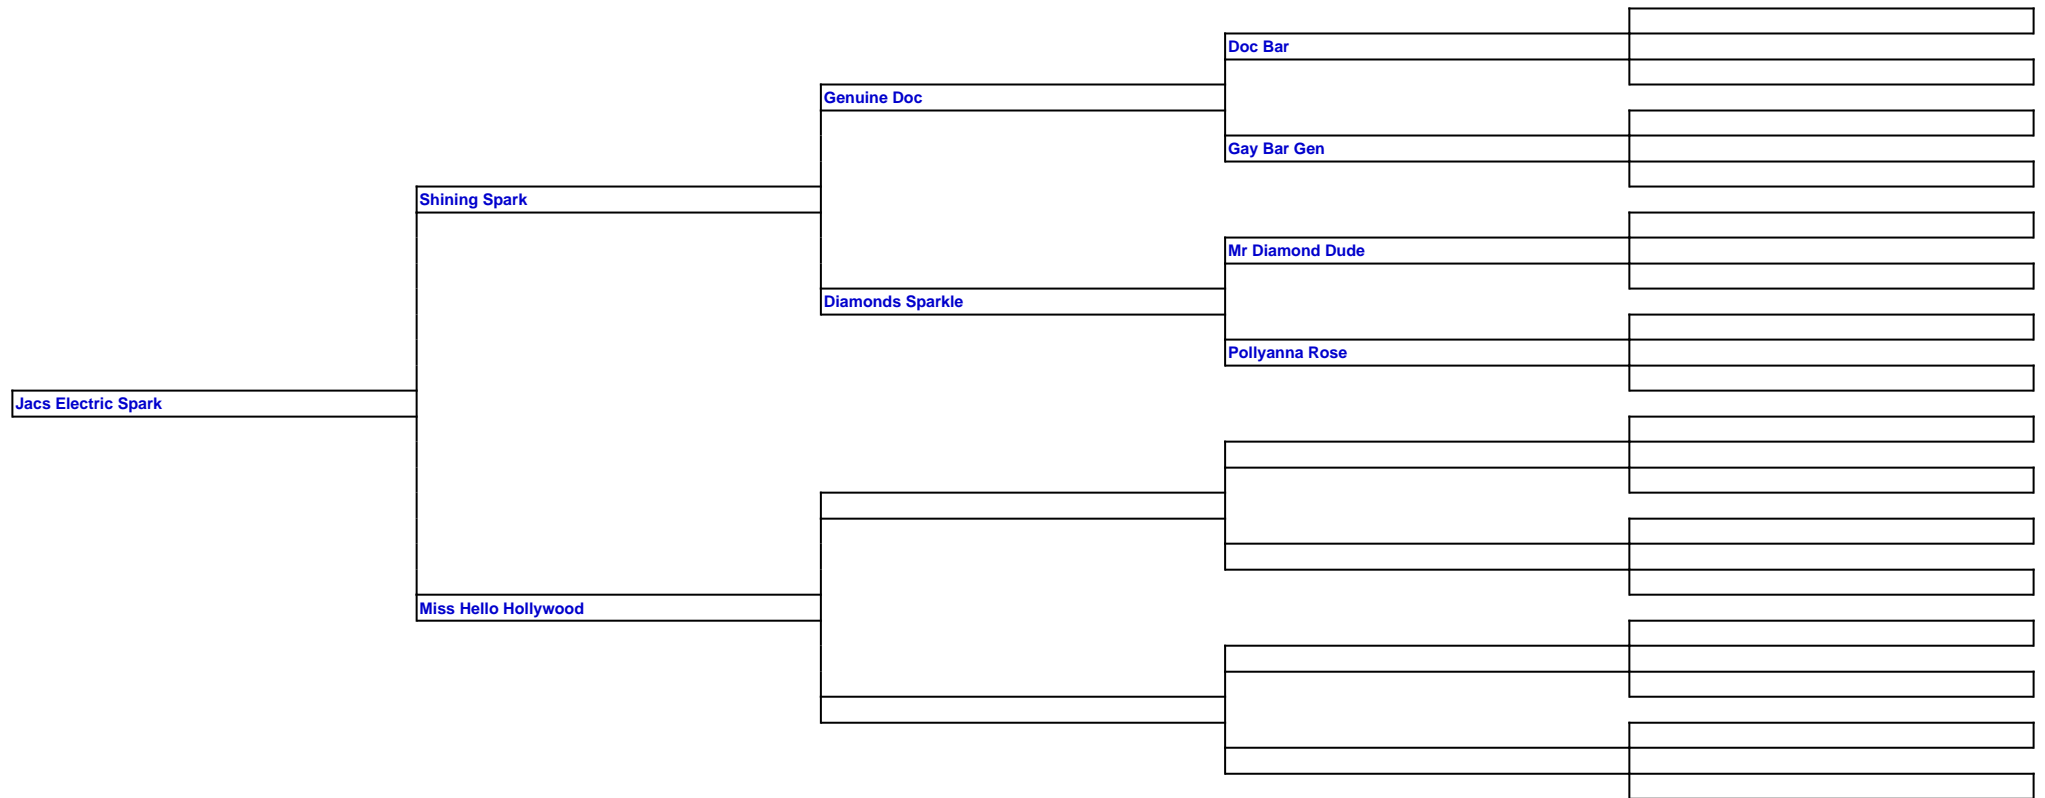 Doc Bar
Genuine Doc
Gay Bar Gen
Shining Spark
Mr Diamond Dude
Diamonds Sparkle
Pollyanna Rose
Jacs Electric Spark
Miss Hello Hollywood